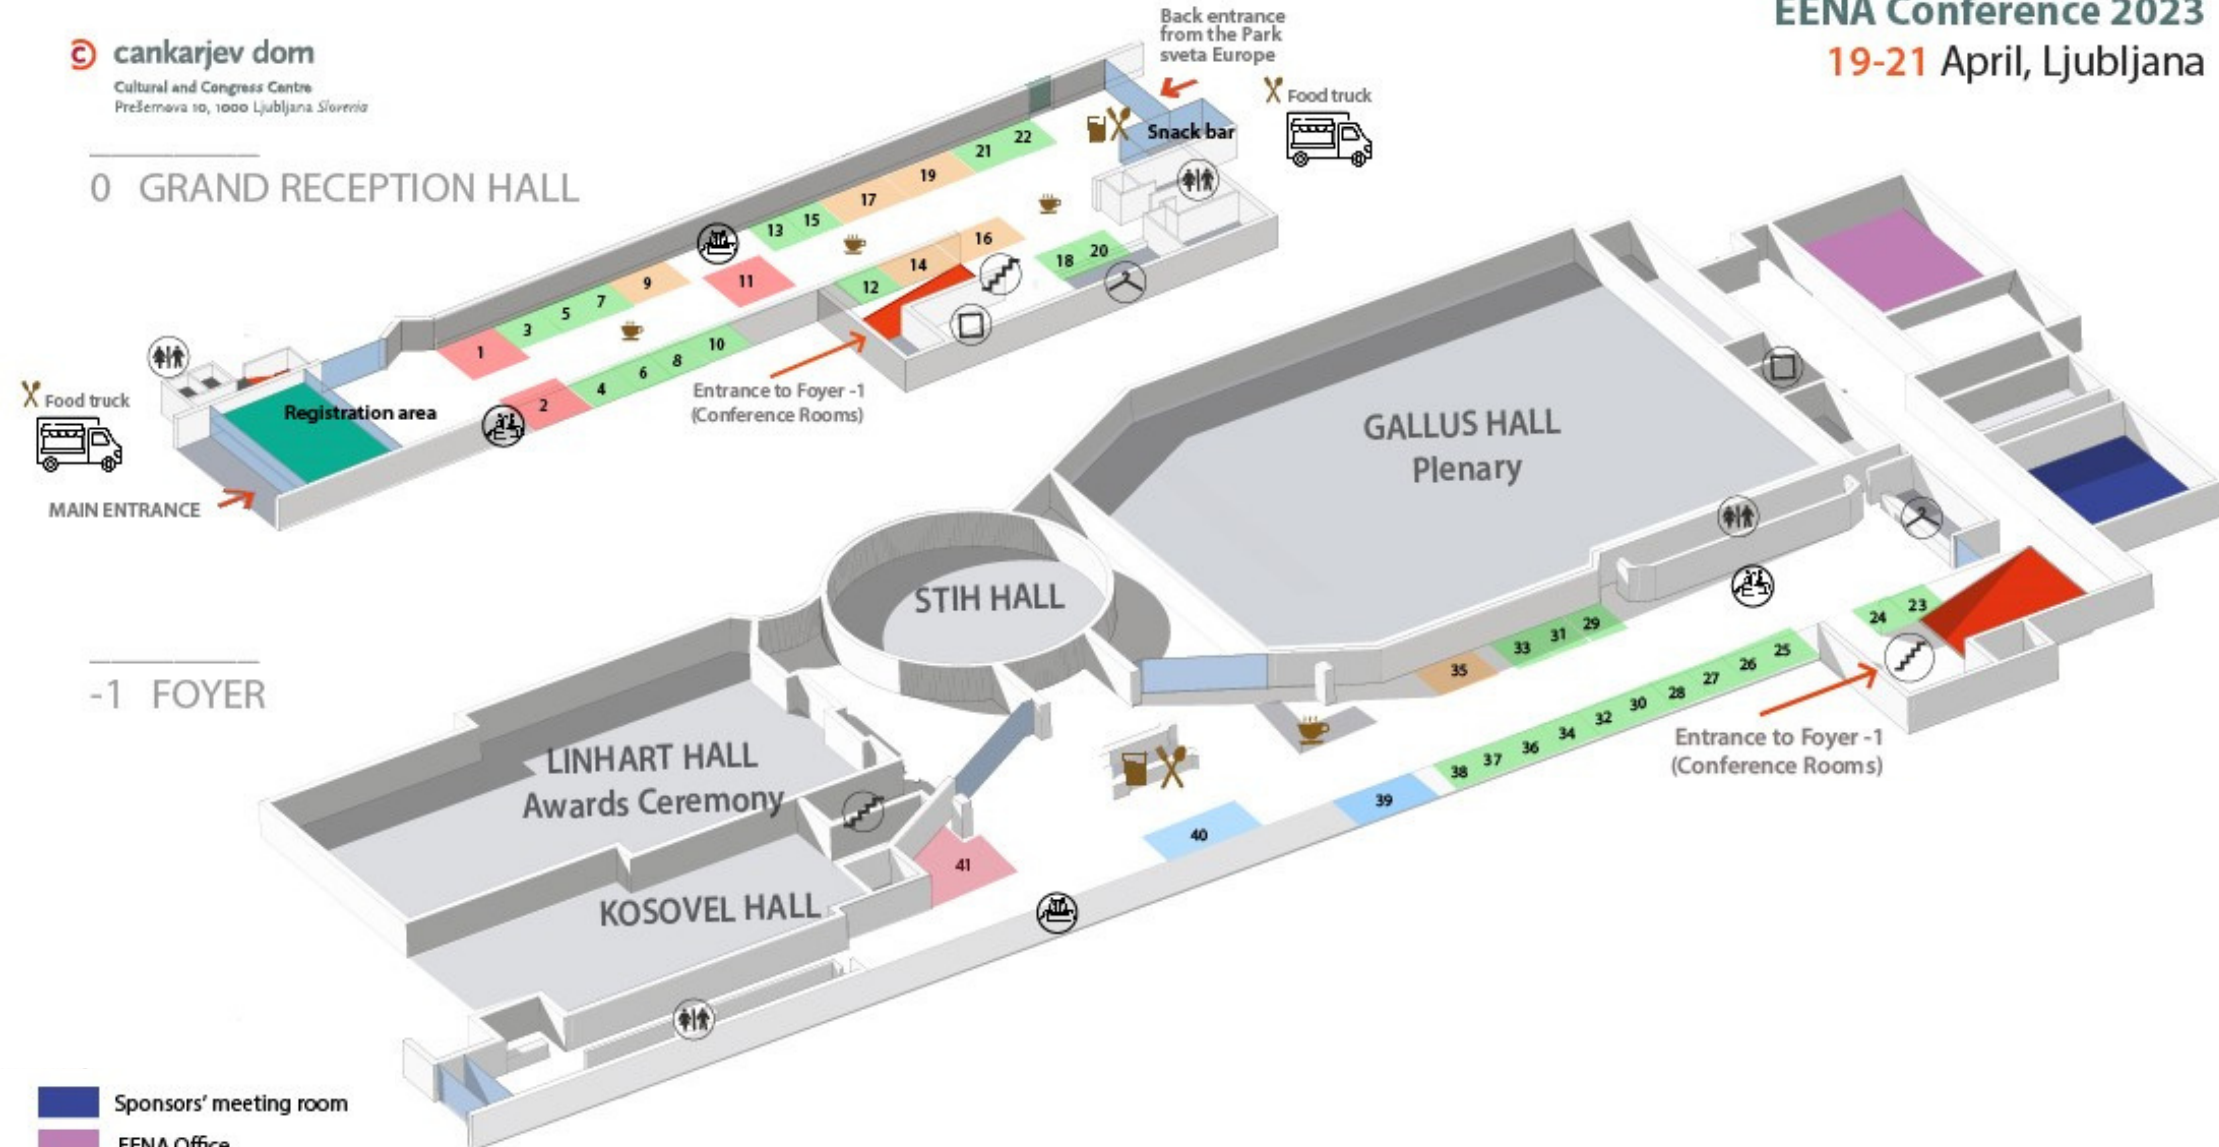 EENA Conference 2023
19-21 April, Ljubljana
cankarjev dom
Cultural and Congress Centre
Prešernova 10, 1000 Ljubljana Slovenia
0 GRAND RECEPTION HALL
Back entrance
from the Park
sveta Europe
Food truck
Snack bar
22
21
19
17
15
13
16
20
18
14
12
11
9
7
5
3
1
10
8
6
4
2
Entrance to Foyer -1
(Conference Rooms)
Food truck
Registration area
MAIN ENTRANCE
GALLUS HALL
Plenary
STIH HALL
-1 FOYER
LINHART HALL
Awards Ceremony
KOSOVEL HALL
23
24
29
31
33
35
25
26
27
28
30
32
34
36
37
38
39
40
41
Entrance to Foyer -1
(Conference Rooms)
Sponsors' meeting room
EENA Office